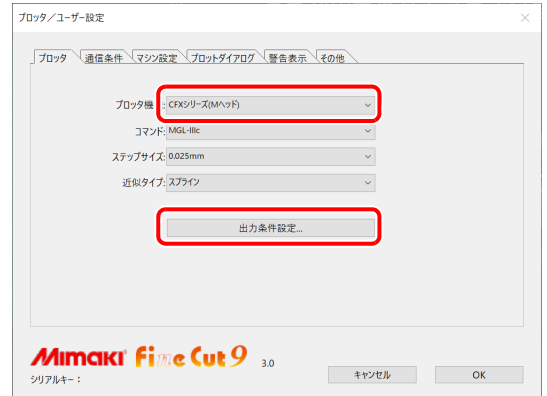 プロッタ／ユーザー設定
プロッタ 通信条件 マシン設定 プロットダイアログ 警告表示 その他
プロッタ機 : CFXシリーズ(Mヘッド)
コマンド: MGL-IIIc
ステップサイズ: 0.025mm
近似タイプ: スプライン
出力条件設定...
Mimaki Fine Cut 9 3.0
シリアルキー：
キャンセル OK